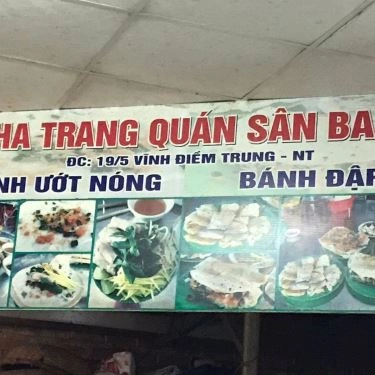 HA TRANG QUÁN SÂN BA
ĐC: 19/5 VĨNH ĐIỀM TRUNG - NT
NH ƯỚT NÓNG BÁNH ĐẬP